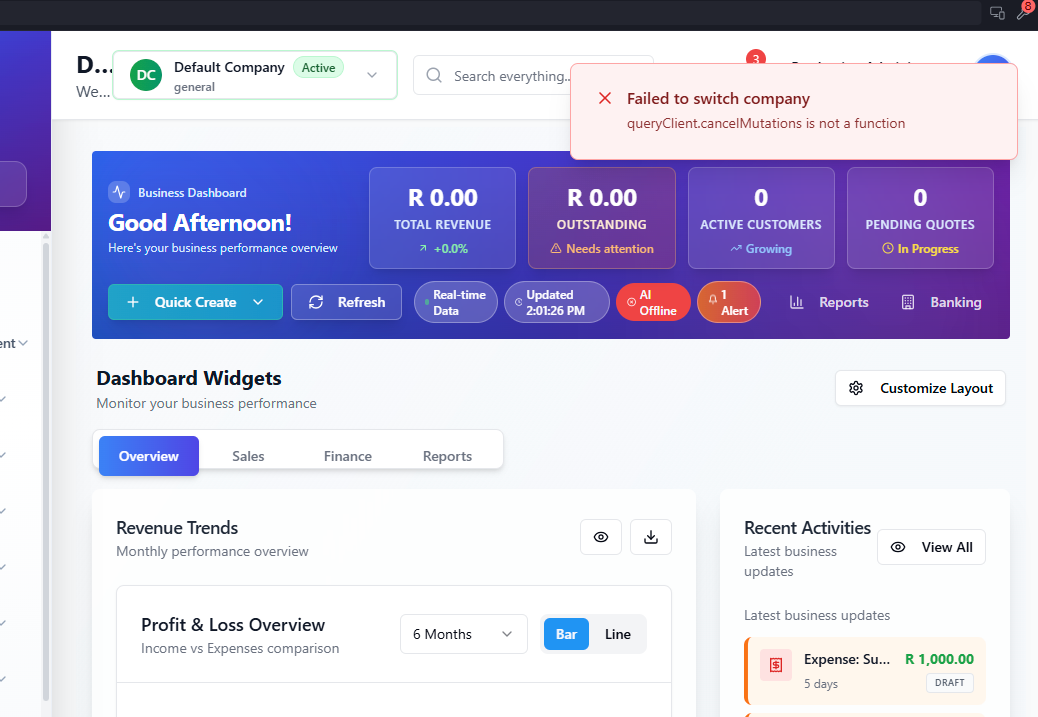 8
D...
We...
DC
Default Company
Active
general
Search everything..
3
Failed to switch company
queryClient.cancelMutations is not a function
ent
Business Dashboard
Good Afternoon!
Here's your business performance overview
R 0.00
TOTAL REVENUE
+0.0%
R 0.00
OUTSTANDING
Needs attention
0
ACTIVE CUSTOMERS
Growing
0
PENDING QUOTES
In Progress
Quick Create
Refresh
Real-time
Data
Updated
2:01:26 PM
AI
Offline
1
Alert
Reports
Banking
Dashboard Widgets
Monitor your business performance
Customize Layout
Overview
Sales
Finance
Reports
Revenue Trends
Monthly performance overview
Profit & Loss Overview
Income vs Expenses comparison
6 Months
Bar
Line
Recent Activities
Latest business
updates
View All
Latest business updates
Expense: Su...
R 1,000.00
5 days
DRAFT